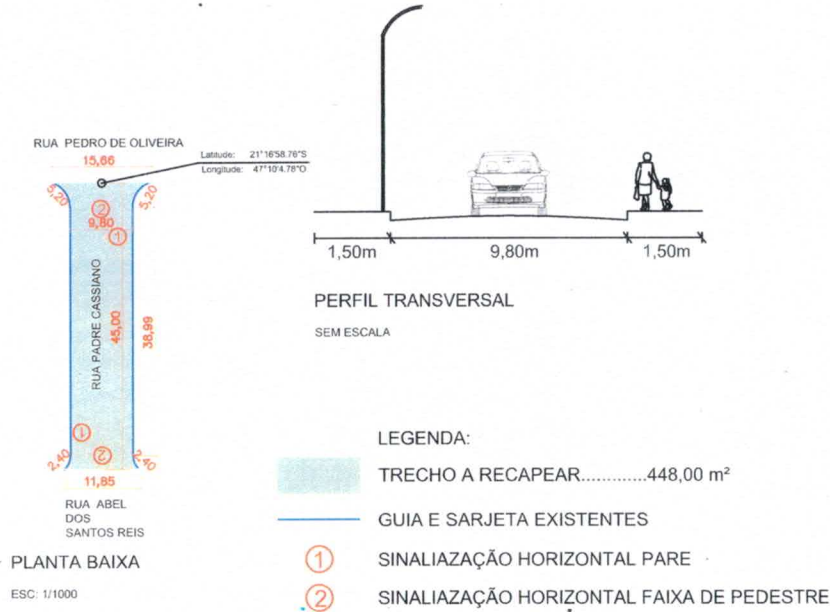 RUA PEDRO DE OLIVEIRA
15,66
Latitude: 21°16'58.76"S
Longitude: 47°10'4.78"O
5,20
5,20
2
9,80
1
RUA PADRE CASSIANO
45,00
38,99
1
2
2,40
2,40
11,85
RUA ABEL
DOS
SANTOS REIS
PLANTA BAIXA
ESC: 1/1000
1,50m
9,80m
1,50m
PERFIL TRANSVERSAL
SEM ESCALA
LEGENDA:
TRECHO A RECAPEAR.............448,00 m²
GUIA E SARJETA EXISTENTES
1 SINALIAZAÇÃO HORIZONTAL PARE
2 SINALIAZAÇÃO HORIZONTAL FAIXA DE PEDESTRE